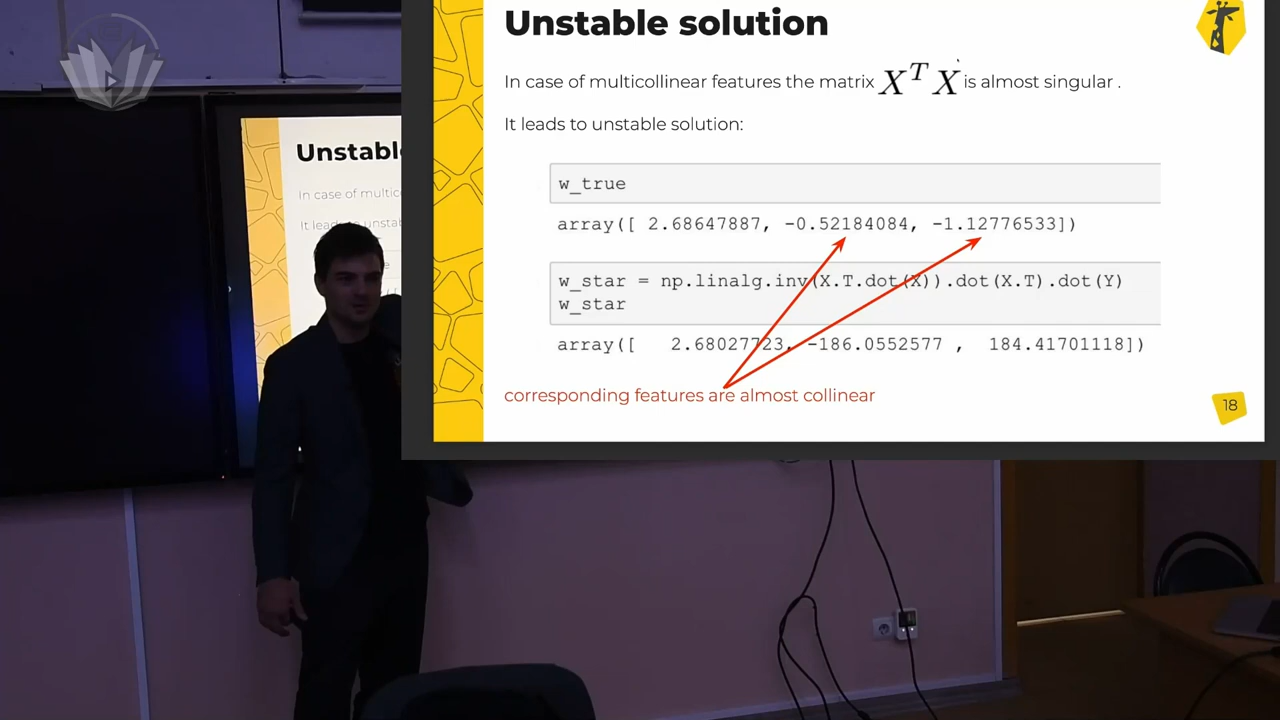 Unstable solution
In case of multicollinear features the matrix X^T X is almost singular .
It leads to unstable solution:
w_true
array([ 2.68647887, -0.52184084, -1.12776533])
w_star = np.linalg.inv(X.T.dot(X)).dot(X.T).dot(Y)
w_star
array([   2.68027723, -186.0552577 ,  184.41701118])
corresponding features are almost collinear
18
Unstabl
In case of multic
It leads to unstab